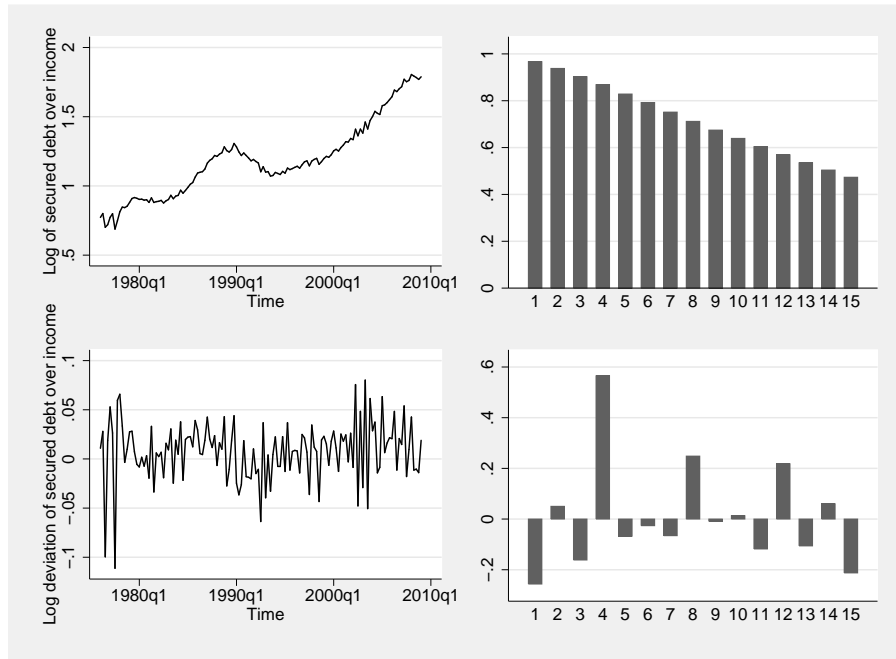 Log of secured debt over income
2
1.5
1
.5
1980q1 1990q1 2000q1 2010q1
Time
1
.8
.6
.4
.2
0
1 2 3 4 5 6 7 8 9 10 11 12 13 14 15
Log deviation of secured debt over income
.1
.05
0
−.05
−.1
1980q1 1990q1 2000q1 2010q1
Time
.6
.4
.2
0
−.2
1 2 3 4 5 6 7 8 9 10 11 12 13 14 15